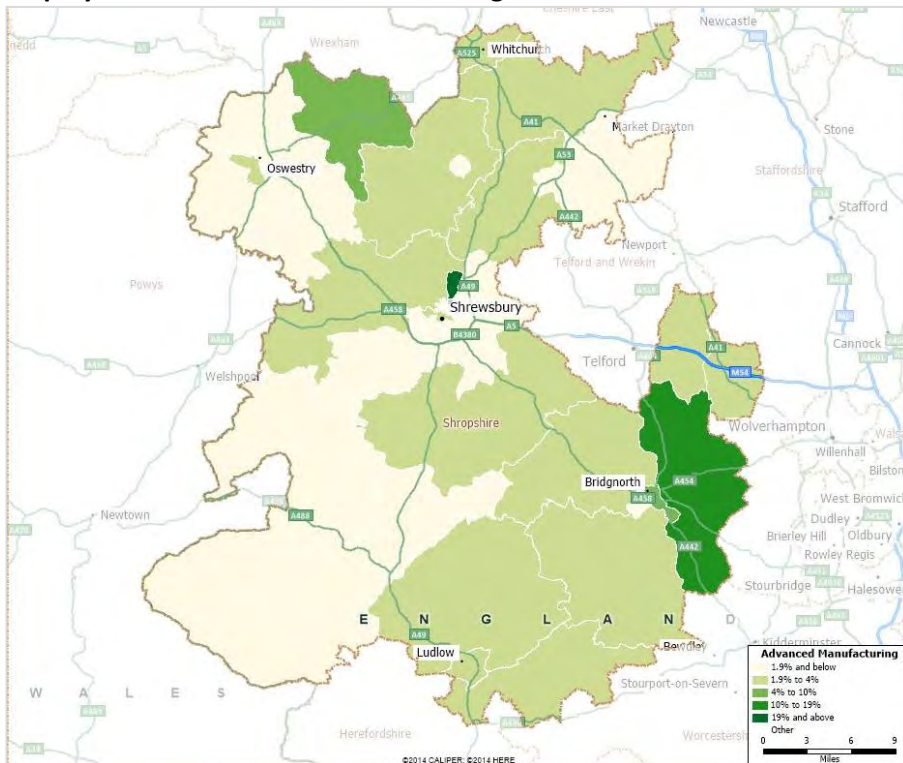 Wrexham
Newcastle
Whitchur
A525
A41
Market Drayton
A53
Stone
Oswestry
Staffordshire
A442
Stafford
Newport
Telford and Wrekin
Powys
A49
Shrewsbury
A458
B4380
A5
Telford
A41
Cannock
M54
Welshpool
Shropshire
Wolverhampton
Willenhall
Bilston
Bridgnorth
A454
A458
West Bromwich
Newtown
A488
Dudley
Oldbury
Brierley Hill
Rowley Regis
A442
Stourbridge
Halesowen
E N G L A N D
A49
Ludlow
Kidderminster
Stourport-on-Severn
W A L E S
Herefordshire
Advanced Manufacturing
1.9% and below
1.9% to 4%
4% to 10%
10% to 19%
19% and above
Other
0 3 6 9
Miles
©2014 CALIPER; ©2014 HERE